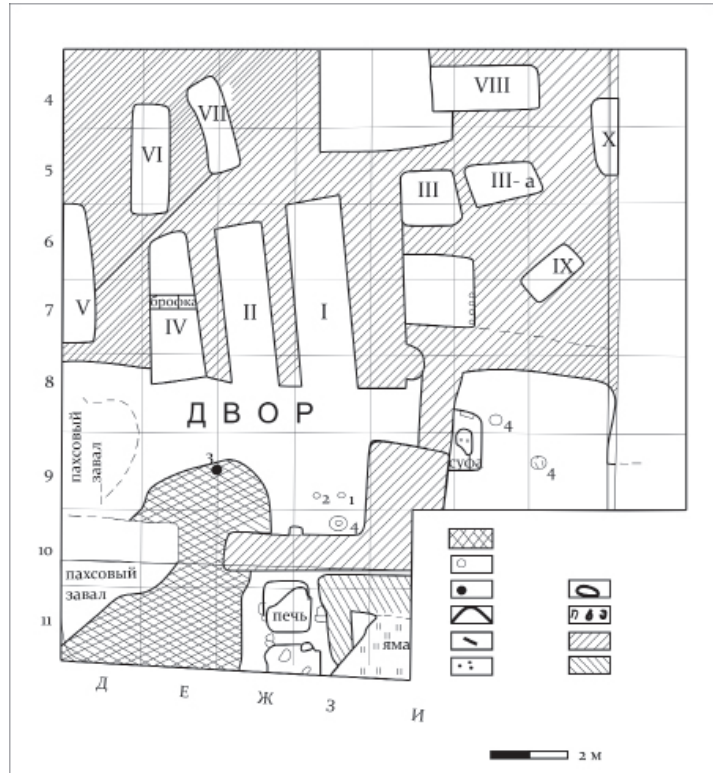 4
VIII
VII
X
VI
5
III
III-а
6
IX
V
брофка
7
II
I
IV
8
ДВОР
пахсовый
завал
4
3
суфа
9
4
2
1
4
10
пахсовый
завал
печь
11
яма
Д
Е
Ж
З
И
2 м